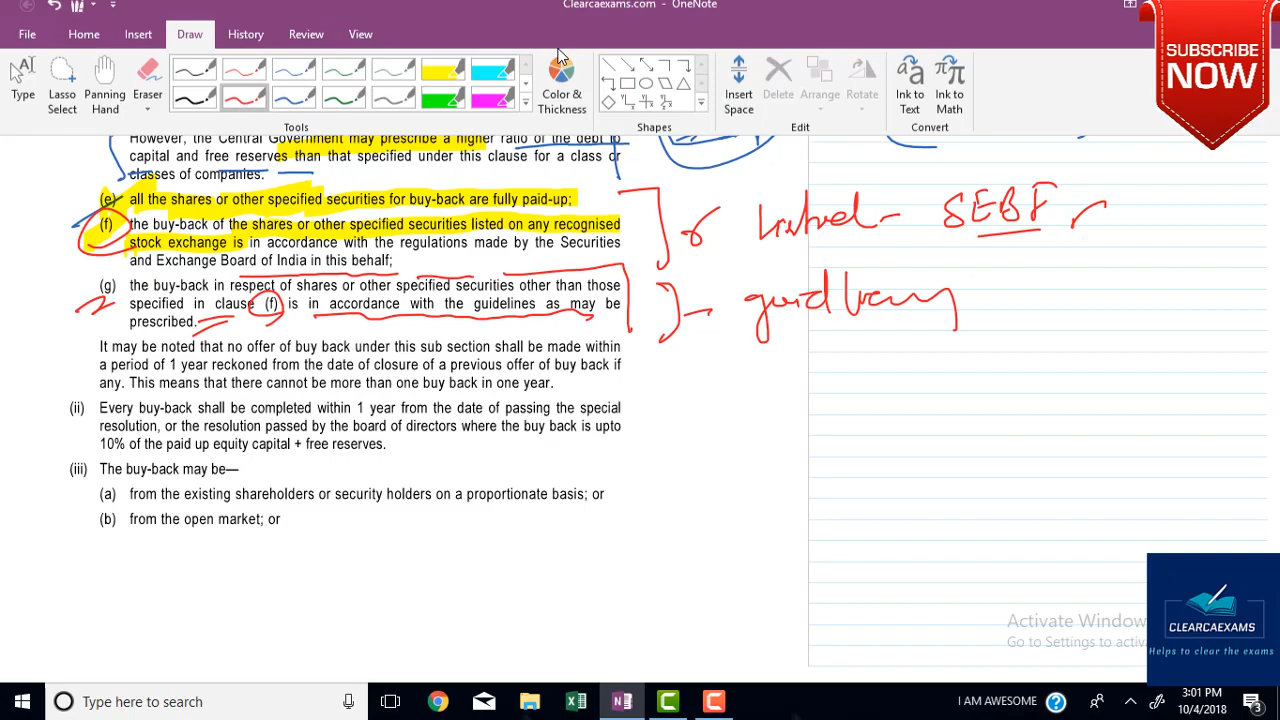 Clearcaexams.com - OneNote
File Home Insert Draw History Review View
SUBSCRIBE
NOW
Type Lasso Select Panning Hand Eraser Color & Thickness Insert Space Delete Arrange Rotate Ink to Text Ink to Math
Tools Shapes Edit Convert
However, the Central Government may prescribe a higher ratio of the debt to
capital and free reserves than that specified under this clause for a class or
classes of companies.
(e) all the shares or other specified securities for buy-back are fully paid-up;
(f) the buy-back of the shares or other specified securities listed on any recognised
stock exchange is in accordance with the regulations made by the Securities
and Exchange Board of India in this behalf;
(g) the buy-back in respect of shares or other specified securities other than those
specified in clause (f) is in accordance with the guidelines as may be
prescribed.
It may be noted that no offer of buy back under this sub section shall be made within
a period of 1 year reckoned from the date of closure of a previous offer of buy back if
any. This means that there cannot be more than one buy back in one year.
(ii) Every buy-back shall be completed within 1 year from the date of passing the special
resolution, or the resolution passed by the board of directors where the buy back is upto
10% of the paid up equity capital + free reserves.
(iii) The buy-back may be—
(a) from the existing shareholders or security holders on a proportionate basis; or
(b) from the open market; or
Activate Window
Go to Settings to activ
CLEARCAEXAMS
Helps to clear the exams
Type here to search
I AM AWESOME
3:01 PM
10/4/2018
3